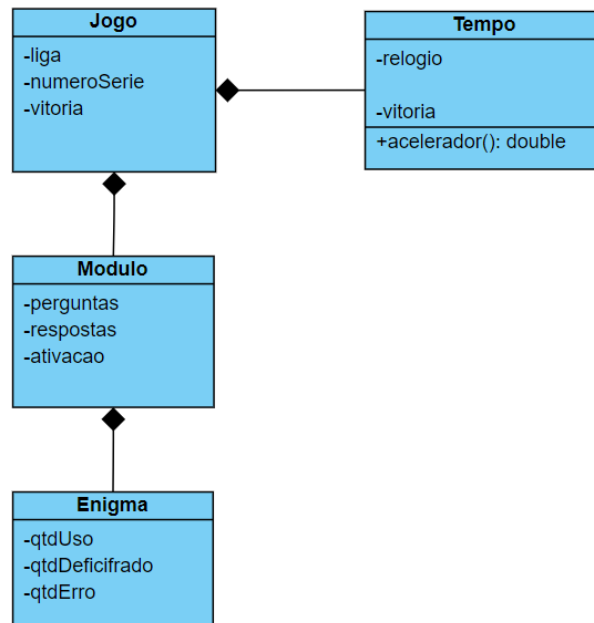 Jogo
-liga
-numeroSerie
-vitoria
Tempo
-relogio
-vitoria
+acelerador(): double
Modulo
-perguntas
-respostas
-ativacao
Enigma
-qtdUso
-qtdDeficifrado
-qtdErro